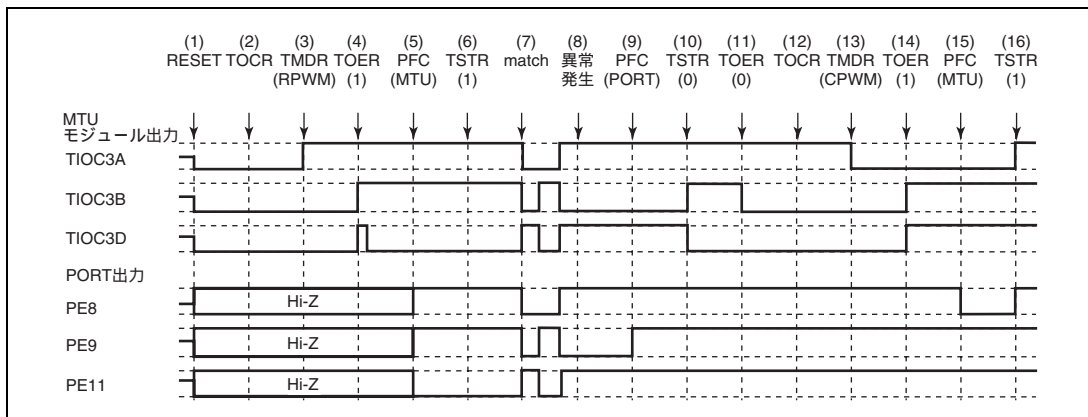 (1) (2) (3) (4) (5) (6) (7) (8) (9) (10) (11) (12) (13) (14) (15) (16)
RESET TOCR TMDR TOER PFC TSTR match 異常 PFC TSTR TOER TOCR TMDR TOER PFC TSTR
(RPWM) (1) (MTU) (1) 発生 (PORT) (0) (0) (CPWM) (1) (MTU) (1)
MTU
モジュール出力
TIOC3A
TIOC3B
TIOC3D
PORT出力
PE8 Hi-Z
PE9 Hi-Z
PE11 Hi-Z